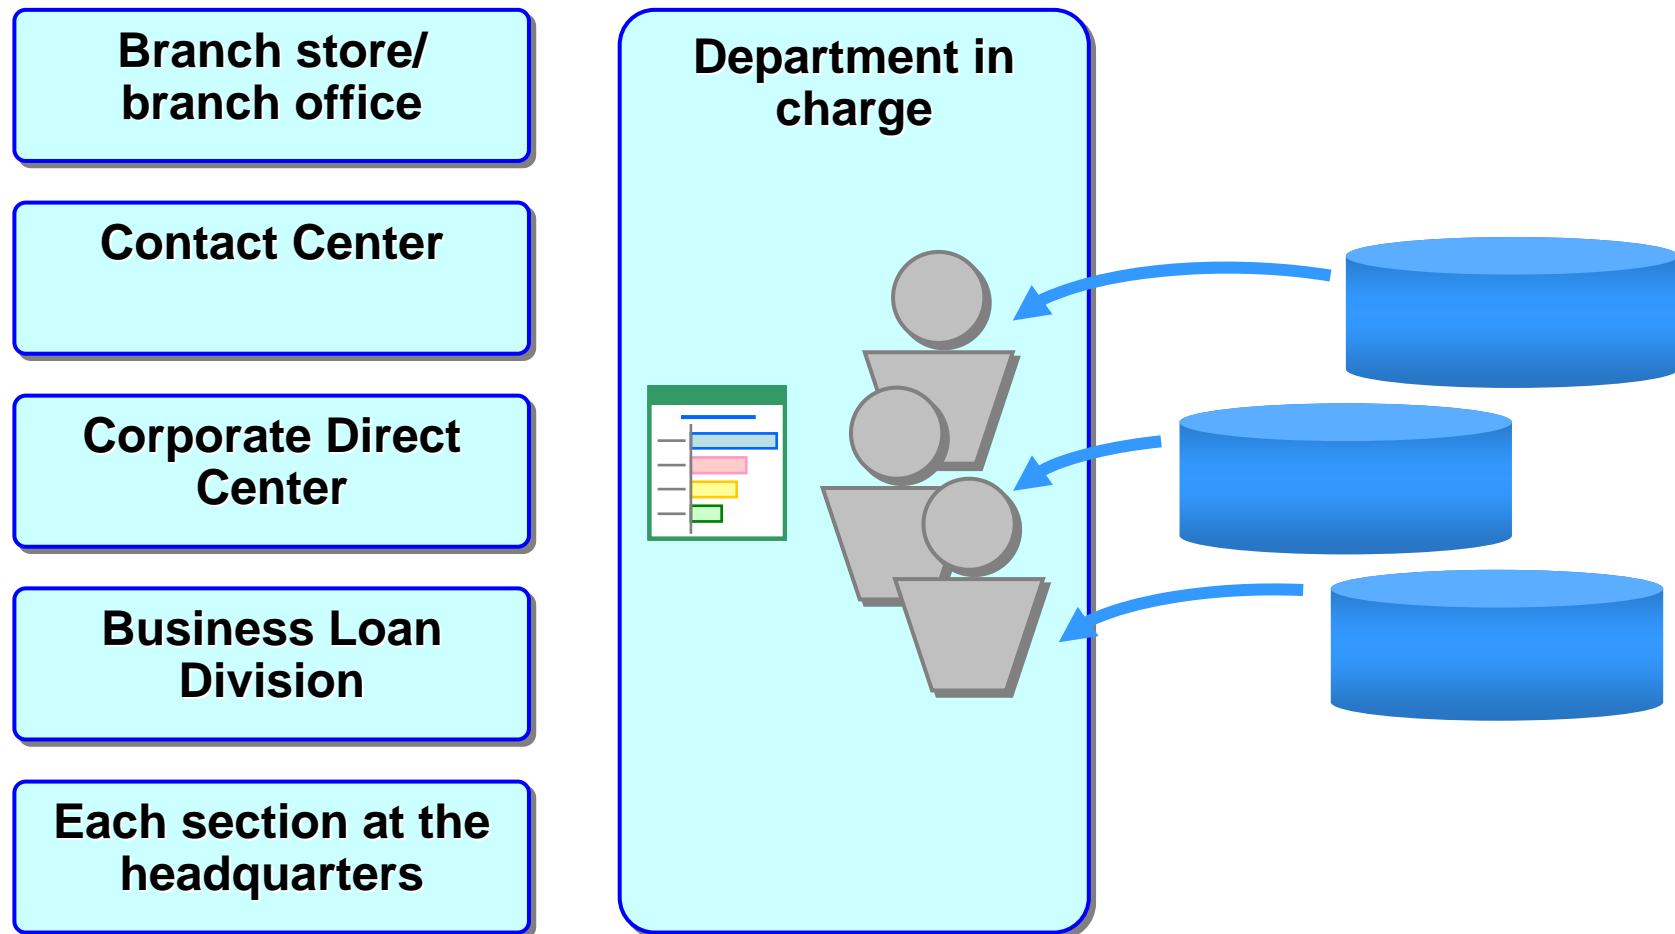 Branch store/
branch office
Contact Center
Corporate Direct
Center
Business Loan
Division
Each section at the
headquarters
Department in
charge